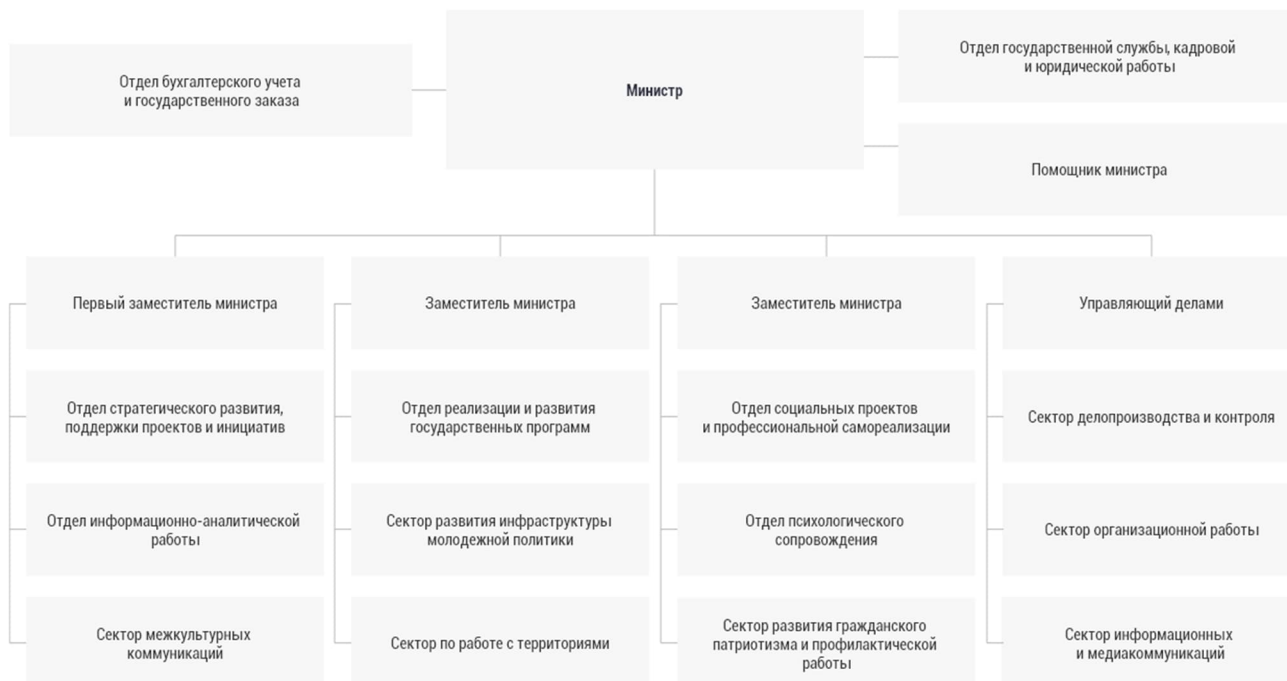 Отдел бухгалтерского учета
и государственного заказа
Министр
Отдел государственной службы, кадровой
и юридической работы
Помощник министра
Первый заместитель министра
Заместитель министра
Заместитель министра
Управляющий делами
Отдел стратегического развития,
поддержки проектов и инициатив
Отдел реализации и развития
государственных программ
Отдел социальных проектов
и профессиональной самореализации
Сектор делопроизводства и контроля
Отдел информационно-аналитической
работы
Сектор развития инфраструктуры
молодежной политики
Отдел психологического
сопровождения
Сектор организационной работы
Сектор межкультурных
коммуникаций
Сектор по работе с территориями
Сектор развития гражданского
патриотизма и профилактической
работы
Сектор информационных
и медиакоммуникаций